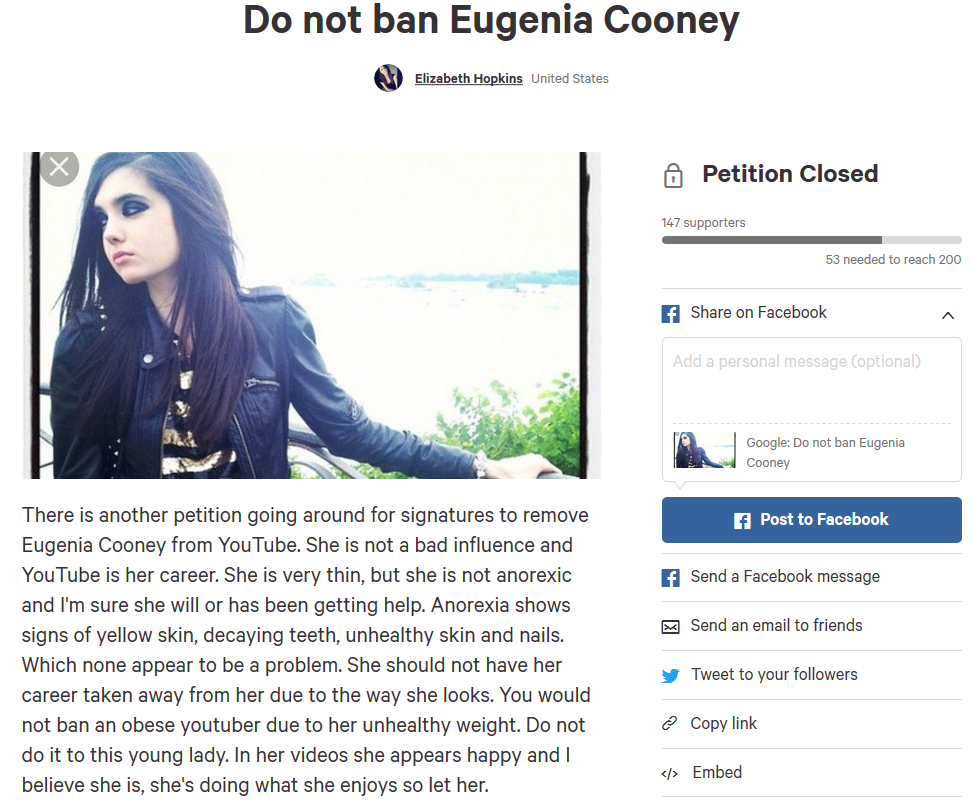 Do not ban Eugenia Cooney
Elizabeth Hopkins United States
There is another petition going around for signatures to remove
Eugenia Cooney from YouTube. She is not a bad influence and
YouTube is her career. She is very thin, but she is not anorexic
and I'm sure she will or has been getting help. Anorexia shows
signs of yellow skin, decaying teeth, unhealthy skin and nails.
Which none appear to be a problem. She should not have her
career taken away from her due to the way she looks. You would
not ban an obese youtuber due to her unhealthy weight. Do not
do it to this young lady. In her videos she appears happy and I
believe she is, she's doing what she enjoys so let her.
Petition Closed
147 supporters
53 needed to reach 200
Share on Facebook
Add a personal message (optional)
Google: Do not ban Eugenia
Cooney
Post to Facebook
Send a Facebook message
Send an email to friends
Tweet to your followers
Copy link
Embed